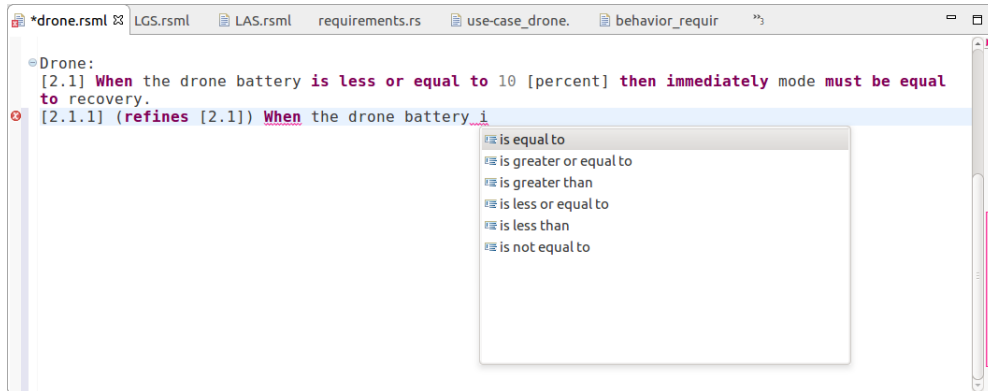 *drone.rsml LGS.rsml LAS.rsml requirements.rs use-case_drone. behavior_requir »3
Drone:
[2.1] When the drone battery is less or equal to 10 [percent] then immediately mode must be equal
to recovery.
[2.1.1] (refines [2.1]) When the drone battery i
is equal to
is greater or equal to
is greater than
is less or equal to
is less than
is not equal to